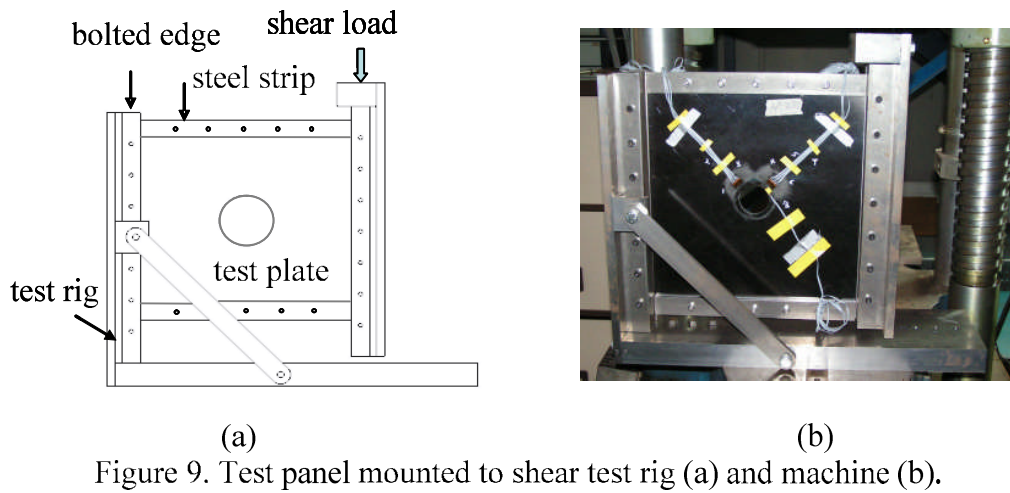 bolted edge
shear load
steel strip
test plate
test rig
(a)
(b)
Figure 9. Test panel mounted to shear test rig (a) and machine (b).